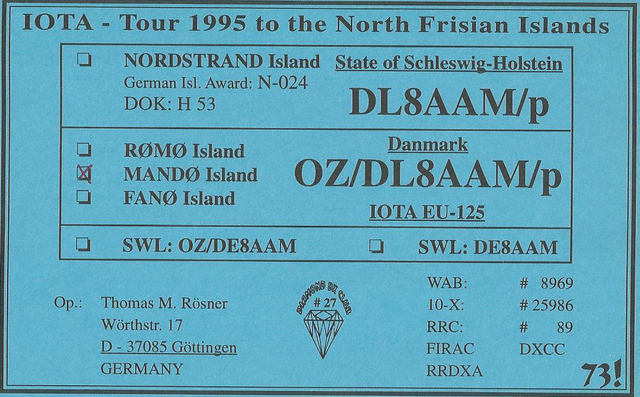 IOTA - Tour 1995 to the North Frisian Islands
NORDSTRAND Island State of Schleswig-Holstein
German Isl. Award: N-024
DOK: H 53
DL8AAM/p
Danmark
RØMØ Island
MANDØ Island
FANØ Island
OZ/DL8AAM/p
IOTA EU-125
SWL: OZ/DE8AAM SWL: DE8AAM
Op.: Thomas M. Rösner
Wörthstr. 17
D - 37085 Göttingen
GERMANY
DIAMOND DX CLUB
# 27
WAB: # 8969
10-X: # 25986
RRC: # 89
FIRAC DXCC
RRDXA
73!